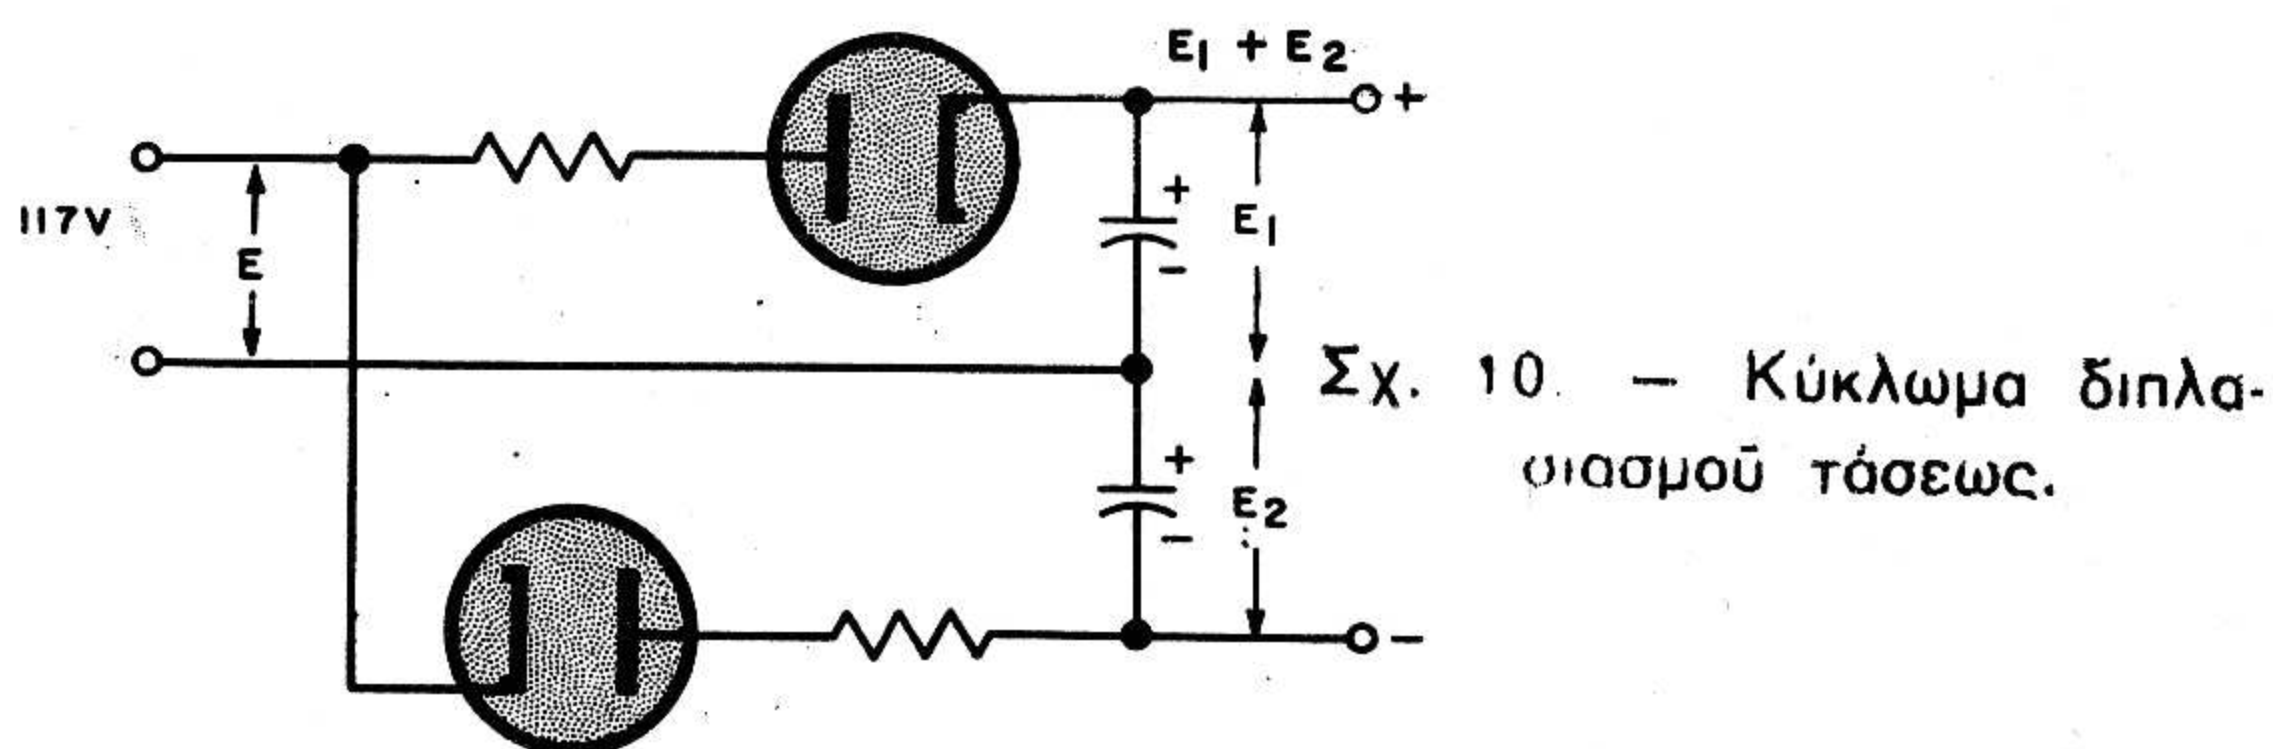 E1 + E2
+
117V
E
+
E1
-
Σχ. 10. – Κύκλωμα διπλα-
σιασμοῦ τάσεως.
+
E2
-
-